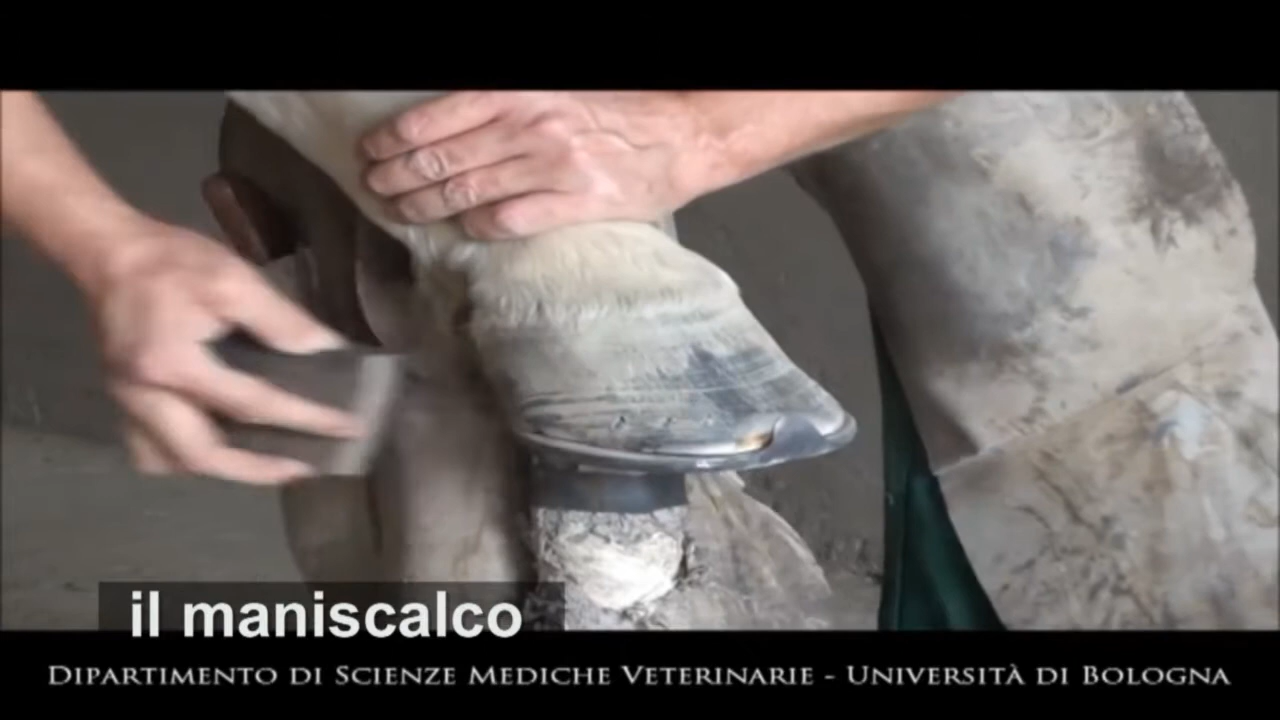 il maniscalco
DIPARTIMENTO DI SCIENZE MEDICHE VETERINARIE - UNIVERSITÀ DI BOLOGNA